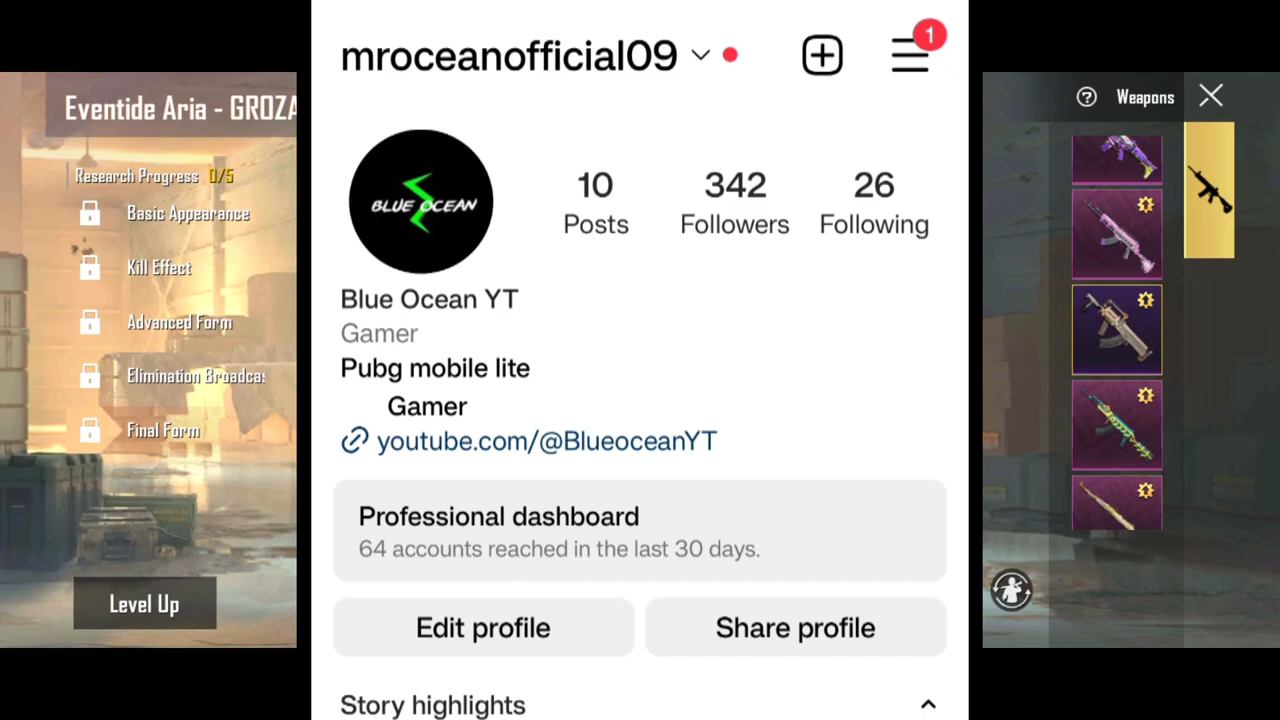 mroceanofficial09
1
Eventide Aria - GROZA
Research Progress 0/5
Basic Appearance
Kill Effect
Advanced Form
Elimination Broadcas
Final Form
Level Up
BLUE OCEAN
10
Posts
342
Followers
26
Following
Blue Ocean YT
Gamer
Pubg mobile lite
Gamer
youtube.com/@BlueoceanYT
Professional dashboard
64 accounts reached in the last 30 days.
Edit profile
Share profile
Story highlights
? Weapons